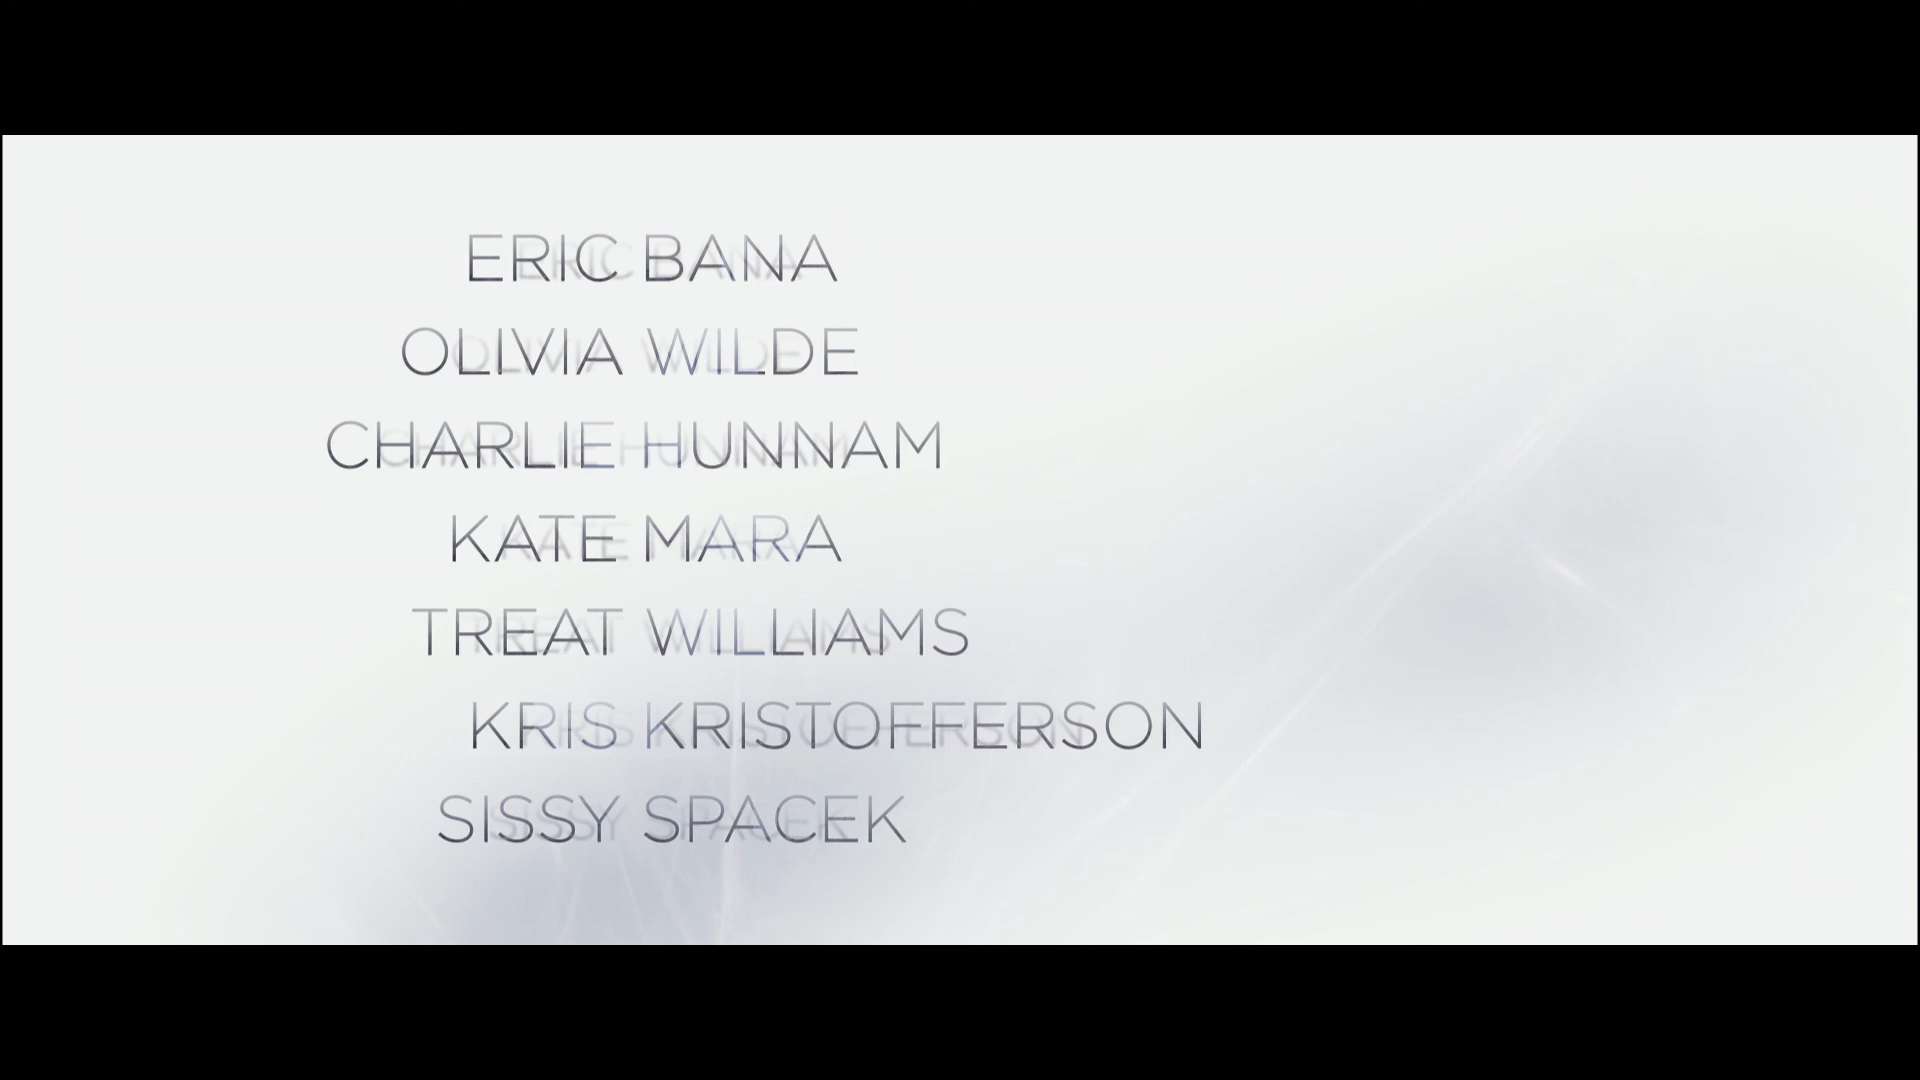 ERIC BANA
OLIVIA WILDE
CHARLIE HUNNAM
KATE MARA
TREAT WILLIAMS
KRIS KRISTOFFERSON
SISSY SPACEK